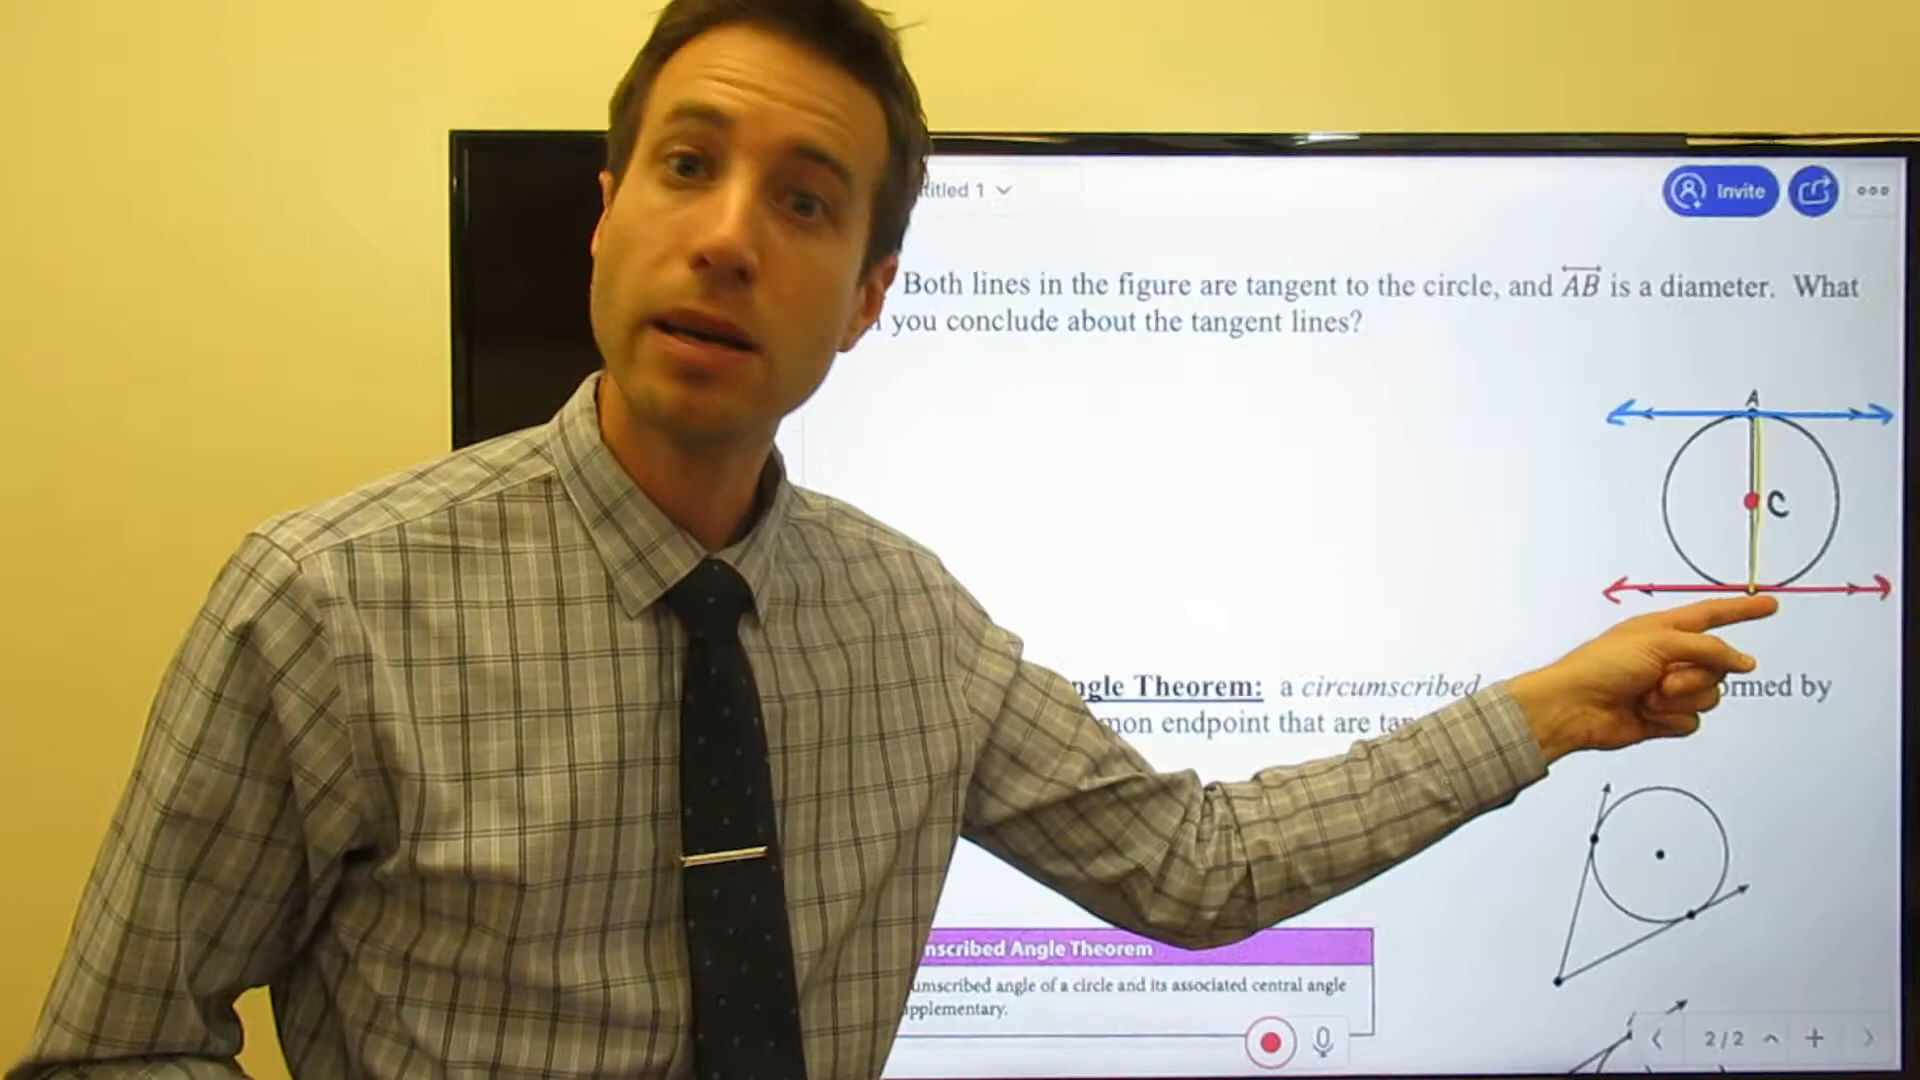 titled 1
Invite
Both lines in the figure are tangent to the circle, and AB is a diameter. What
you conclude about the tangent lines?
A
C
ngle Theorem: a circumscribed ormed by
mon endpoint that are tan
nscribed Angle Theorem
umscribed angle of a circle and its associated central angle
pplementary.
2/2